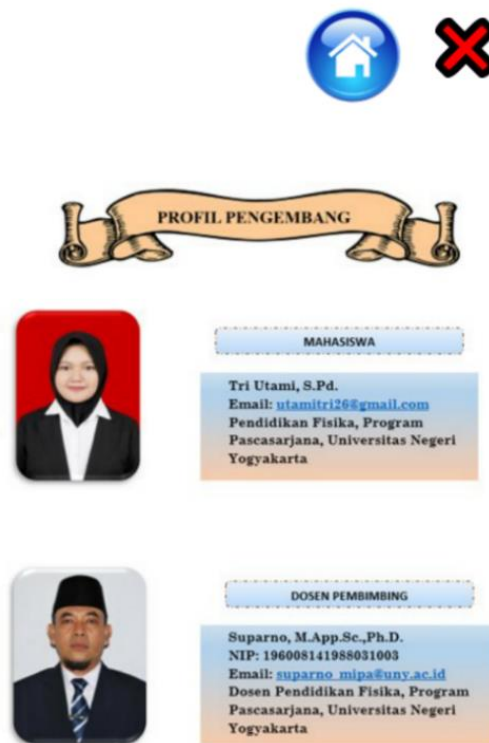 PROFIL PENGEMBANG
MAHASISWA
Tri Utami, S.Pd.
Email: utamitri26@gmail.com
Pendidikan Fisika, Program
Pascasarjana, Universitas Negeri
Yogyakarta
DOSEN PEMBIMBING
Suparno, M.App.Sc.,Ph.D.
NIP: 196008141988031003
Email: suparno_mipa@uny.ac.id
Dosen Pendidikan Fisika, Program
Pascasarjana, Universitas Negeri
Yogyakarta